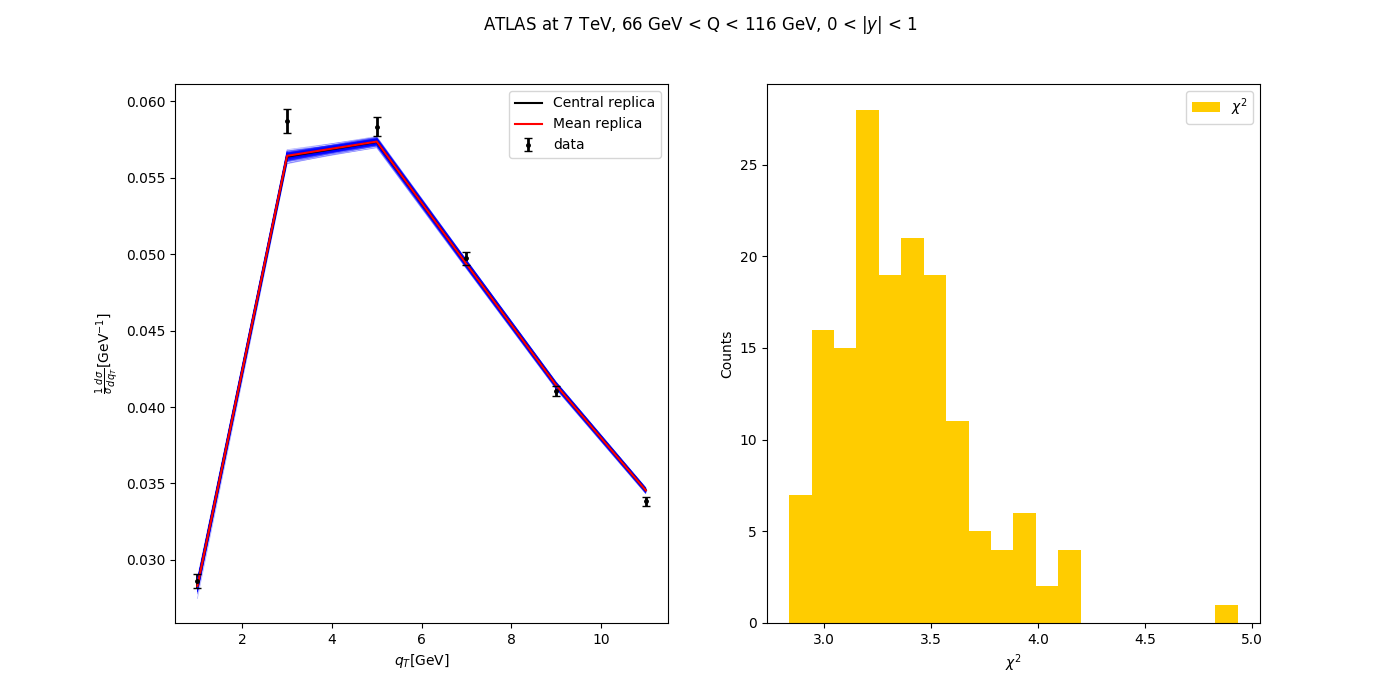 ATLAS at 7 TeV, 66 GeV < Q < 116 GeV, 0 < |y| < 1
Central replica
Mean replica
data
0.060
0.055
0.050
0.045
0.040
0.035
0.030
1/σ dσ/dq_T [GeV⁻¹]
2 4 6 8 10
q_T[GeV]
χ²
25
20
15
10
5
0
Counts
3.0 3.5 4.0 4.5 5.0
χ²